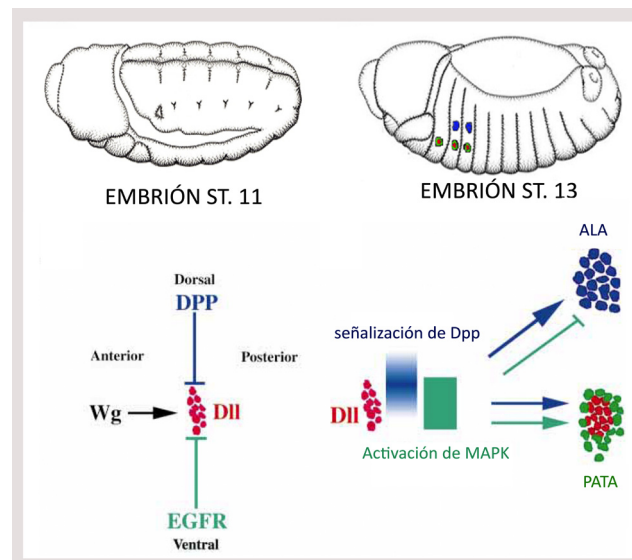 EMBRIÓN ST. 11
EMBRIÓN ST. 13
Dorsal
DPP
Anterior
Posterior
Wg
Dll
EGFR
Ventral
ALA
señalización de Dpp
Dll
Activación de MAPK
PATA